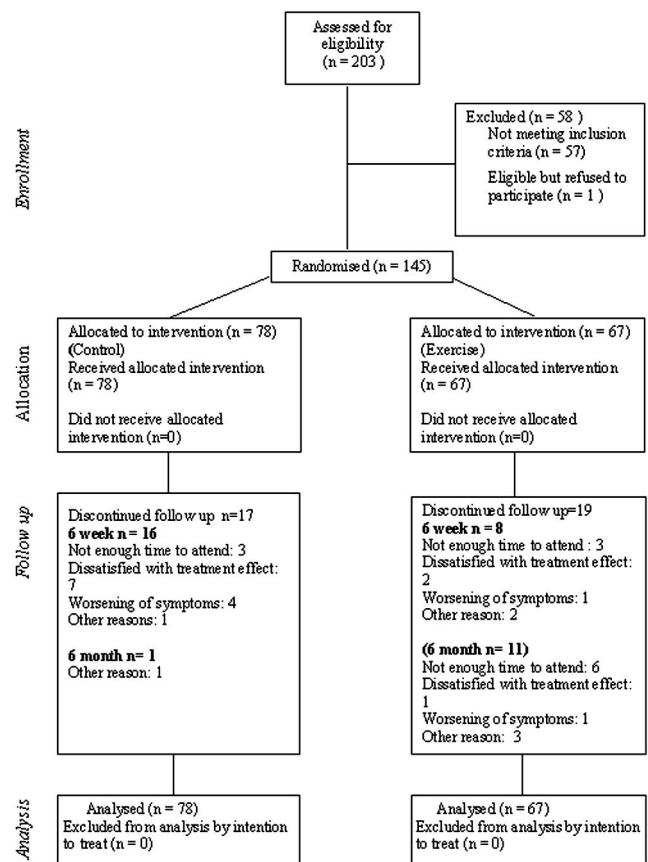 Assessed for
eligibility
(n = 203 )
Enrollment
Excluded (n = 58 )
Not meeting inclusion
criteria (n = 57)
Eligible but refused to
participate (n = 1 )
Randomised (n = 145)
Allocation
Allocated to intervention (n = 78)
(Control)
Received allocated intervention
(n = 78)
Did not receive allocated
intervention (n=0)
Allocated to intervention (n = 67)
(Exercise)
Received allocated intervention
(n = 67)
Did not receive allocated
intervention (n=0)
Follow up
Discontinued follow up n=17
6 week n = 16
Not enough time to attend: 3
Dissatisfied with treatment effect:
7
Worsening of symptoms: 4
Other reasons: 1
6 month n= 1
Other reason: 1
Discontinued follow up=19
6 week n = 8
Not enough time to attend : 3
Dissatisfied with treatment effect:
2
Worsening of symptoms: 1
Other reason: 2
(6 month n= 11)
Not enough time to attend: 6
Dissatisfied with treatment effect:
1
Worsening of symptoms: 1
Other reason: 3
Analysis
Analysed (n = 78)
Excluded from analysis by intention
to treat (n = 0)
Analysed (n = 67)
Excluded from analysis by intention
to treat (n = 0)